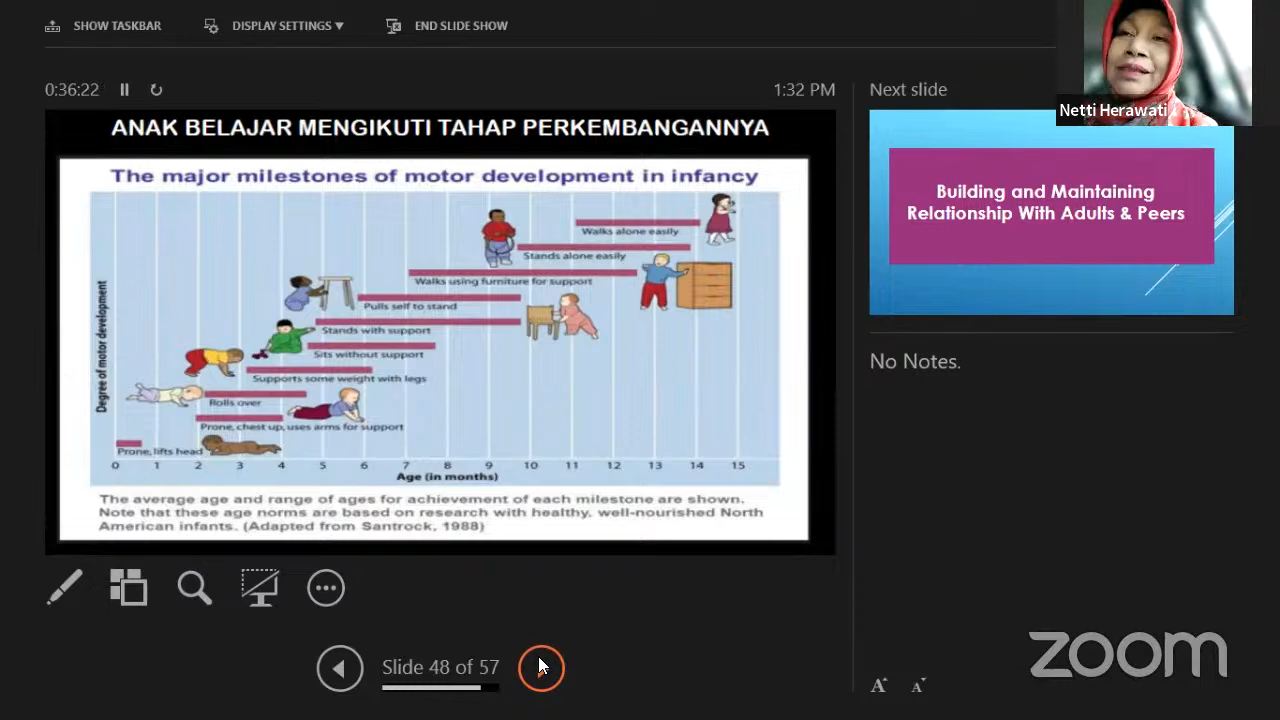 SHOW TASKBAR
DISPLAY SETTINGS
END SLIDE SHOW
Netti Herawati
0:36:22
1:32 PM
Next slide
ANAK BELAJAR MENGIKUTI TAHAP PERKEMBANGANNYA
The major milestones of motor development in infancy
Walks alone easily
Stands alone easily
Walks using furniture for support
Pulls self to stand
Stands with support
Sits without support
Supports some weight with legs
Rolls over
Prone, chest up, uses arms for support
Prone, lifts head
Degree of motor development
0 1 2 3 4 5 6 7 8 9 10 11 12 13 14 15
Age (in months)
The average age and range of ages for achievement of each milestone are shown.
Note that these age norms are based on research with healthy, well-nourished North
American infants. (Adapted from Santrock, 1988)
Building and Maintaining
Relationship With Adults & Peers
No Notes.
Slide 48 of 57
A A
zoom